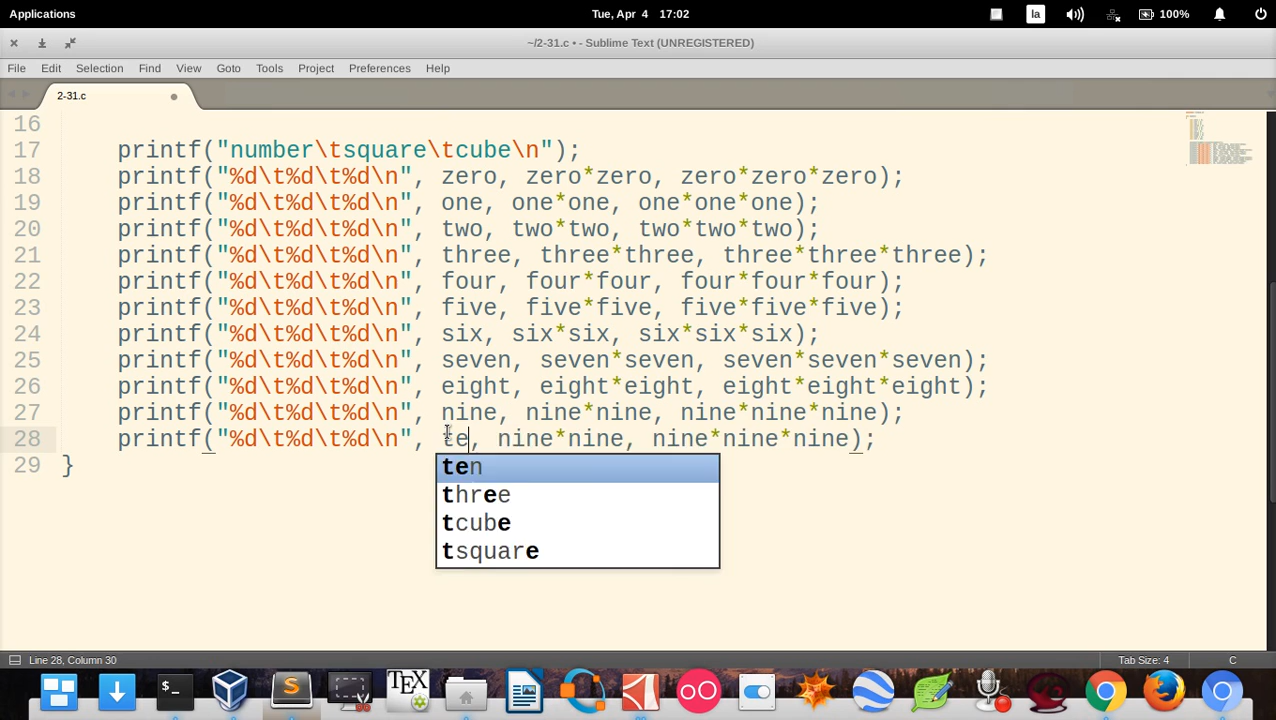 Applications
Tue, Apr 4 17:02
la
100%
~/2-31.c • - Sublime Text (UNREGISTERED)
File Edit Selection Find View Goto Tools Project Preferences Help
2-31.c
16
17 printf("number\tsquare\tcube\n");
18 printf("%d\t%d\t%d\n", zero, zero*zero, zero*zero*zero);
19 printf("%d\t%d\t%d\n", one, one*one, one*one*one);
20 printf("%d\t%d\t%d\n", two, two*two, two*two*two);
21 printf("%d\t%d\t%d\n", three, three*three, three*three*three);
22 printf("%d\t%d\t%d\n", four, four*four, four*four*four);
23 printf("%d\t%d\t%d\n", five, five*five, five*five*five);
24 printf("%d\t%d\t%d\n", six, six*six, six*six*six);
25 printf("%d\t%d\t%d\n", seven, seven*seven, seven*seven*seven);
26 printf("%d\t%d\t%d\n", eight, eight*eight, eight*eight*eight);
27 printf("%d\t%d\t%d\n", nine, nine*nine, nine*nine*nine);
28 printf("%d\t%d\t%d\n", te, nine*nine, nine*nine*nine);
29 }
ten
three
tcube
tsquare
Line 28, Column 30
Tab Size: 4
C
TEX